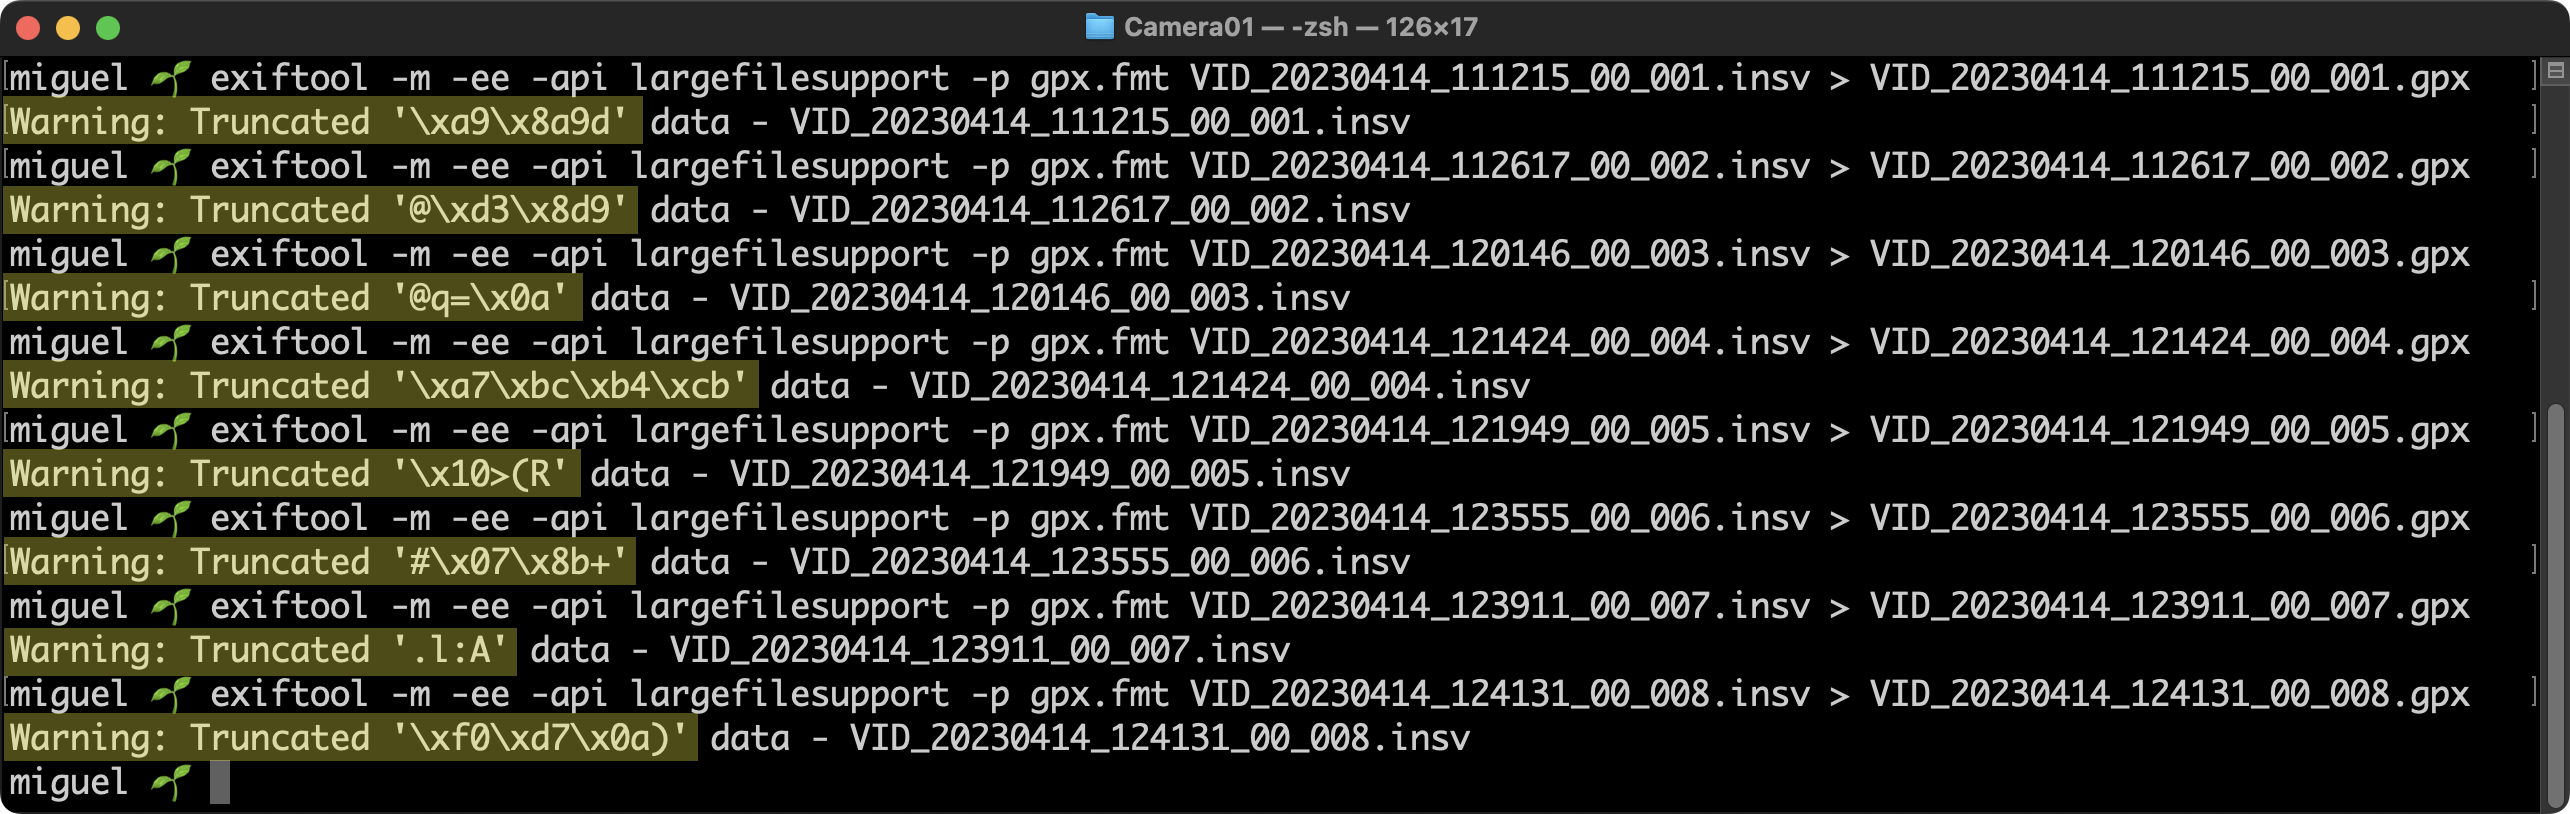 Camera01 — -zsh — 126×17
miguel 🌱 exiftool -m -ee -api largefilesupport -p gpx.fmt VID_20230414_111215_00_001.insv > VID_20230414_111215_00_001.gpx
Warning: Truncated '\xa9\x8a9d' data - VID_20230414_111215_00_001.insv
miguel 🌱 exiftool -m -ee -api largefilesupport -p gpx.fmt VID_20230414_112617_00_002.insv > VID_20230414_112617_00_002.gpx
Warning: Truncated '@\xd3\x8d9' data - VID_20230414_112617_00_002.insv
miguel 🌱 exiftool -m -ee -api largefilesupport -p gpx.fmt VID_20230414_120146_00_003.insv > VID_20230414_120146_00_003.gpx
Warning: Truncated '@q=\x0a' data - VID_20230414_120146_00_003.insv
miguel 🌱 exiftool -m -ee -api largefilesupport -p gpx.fmt VID_20230414_121424_00_004.insv > VID_20230414_121424_00_004.gpx
Warning: Truncated '\xa7\xbc\xb4\xcb' data - VID_20230414_121424_00_004.insv
miguel 🌱 exiftool -m -ee -api largefilesupport -p gpx.fmt VID_20230414_121949_00_005.insv > VID_20230414_121949_00_005.gpx
Warning: Truncated '\x10>(R' data - VID_20230414_121949_00_005.insv
miguel 🌱 exiftool -m -ee -api largefilesupport -p gpx.fmt VID_20230414_123555_00_006.insv > VID_20230414_123555_00_006.gpx
Warning: Truncated '#\x07\x8b+' data - VID_20230414_123555_00_006.insv
miguel 🌱 exiftool -m -ee -api largefilesupport -p gpx.fmt VID_20230414_123911_00_007.insv > VID_20230414_123911_00_007.gpx
Warning: Truncated '.l:A' data - VID_20230414_123911_00_007.insv
miguel 🌱 exiftool -m -ee -api largefilesupport -p gpx.fmt VID_20230414_124131_00_008.insv > VID_20230414_124131_00_008.gpx
Warning: Truncated '\xf0\xd7\x0a)' data - VID_20230414_124131_00_008.insv
miguel 🌱